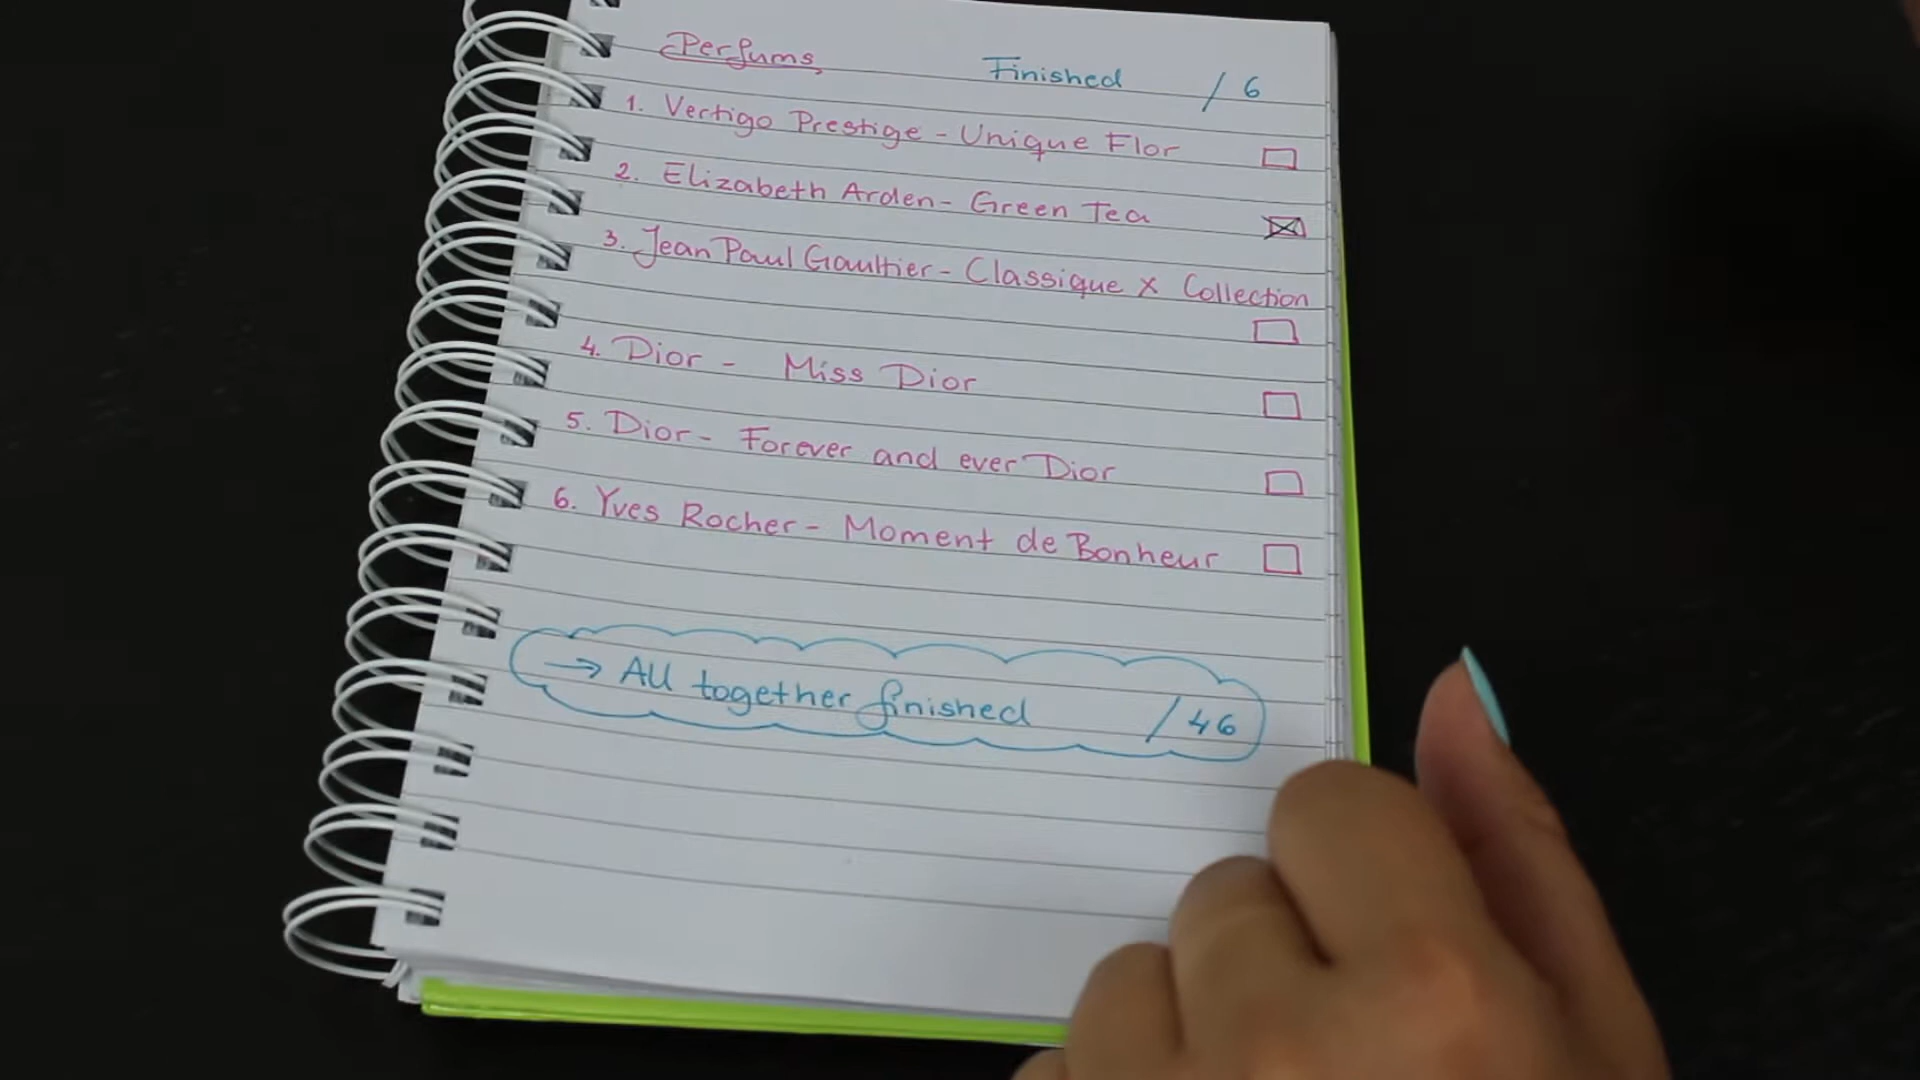 Perfums Finished / 6
1. Vertigo Prestige - Unique Flor
2. Elizabeth Arden - Green Tea
3. Jean Paul Gaultier - Classique X Collection
4. Dior - Miss Dior
5. Dior - Forever and ever Dior
6. Yves Rocher - Moment de Bonheur
→ All together finished / 46